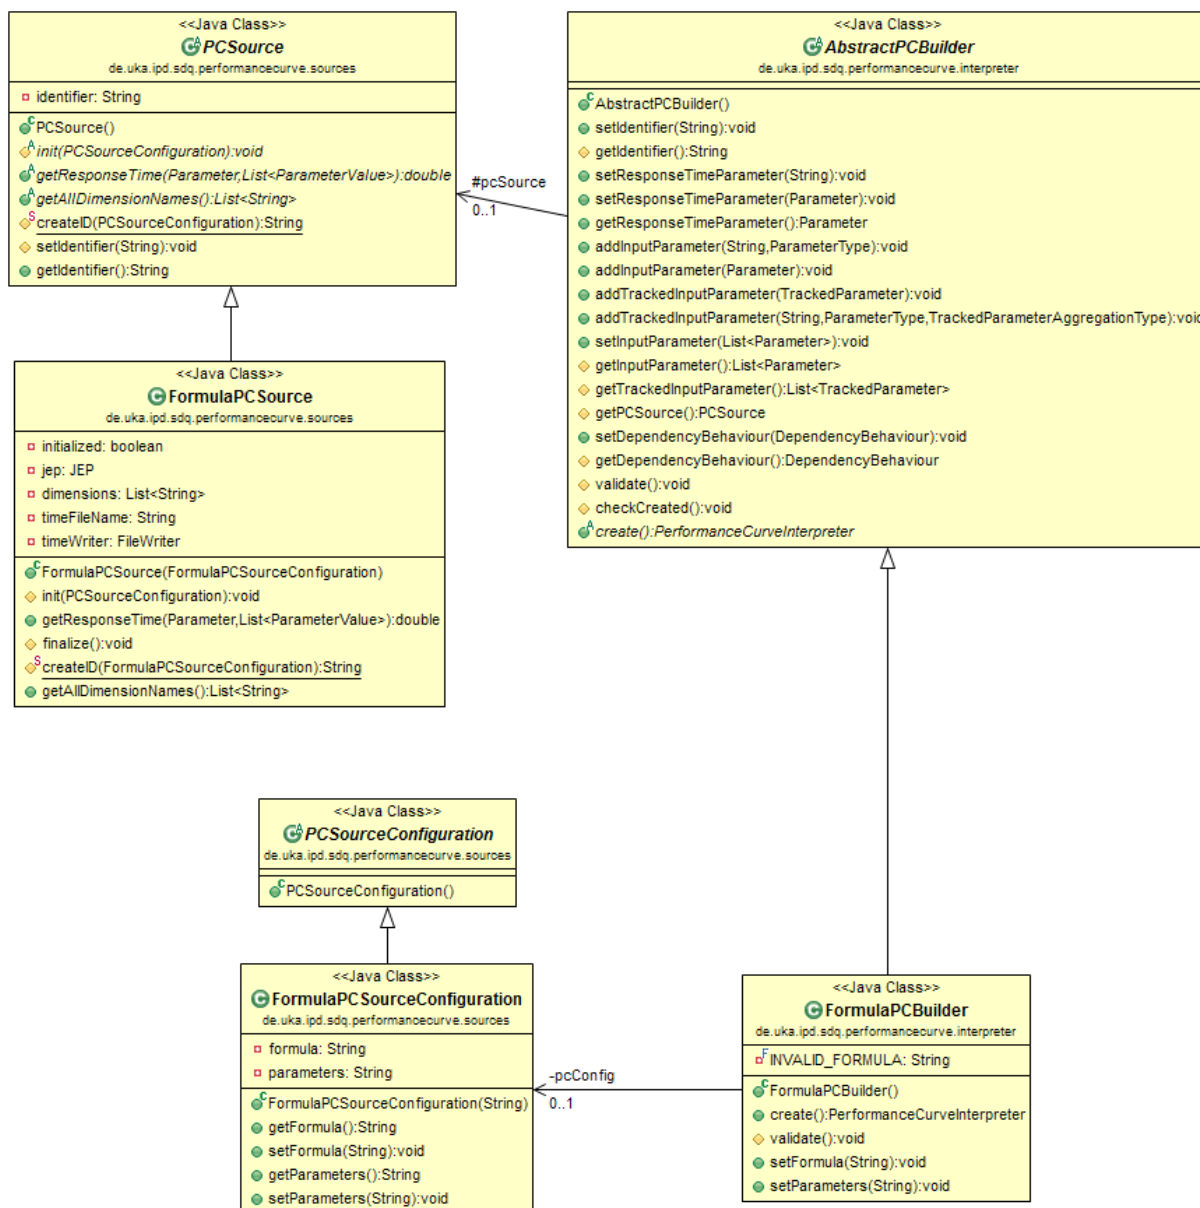 <<Java Class>>
PCSource
de.uka.ipd.sdq.performancecurve.sources
identifier: String
PCSource()
init(PCSourceConfiguration):void
getResponseTime(Parameter,List<ParameterValue>):double
getAllDimensionNames():List<String>
createID(PCSourceConfiguration):String
setIdentifier(String):void
getIdentifier():String
<<Java Class>>
AbstractPCBuilder
de.uka.ipd.sdq.performancecurve.interpreter
AbstractPCBuilder()
setIdentifier(String):void
getIdentifier():String
setResponseTimeParameter(String):void
setResponseTimeParameter(Parameter):void
getResponseTimeParameter():Parameter
addInputParameter(String,ParameterType):void
addInputParameter(Parameter):void
addTrackedInputParameter(TrackedParameter):void
addTrackedInputParameter(String,ParameterType,TrackedParameterAggregationType):void
setInputParameter(List<Parameter>):void
getInputParameter():List<Parameter>
getTrackedInputParameter():List<TrackedParameter>
getPCSource():PCSource
setDependencyBehaviour(DependencyBehaviour):void
getDependencyBehaviour():DependencyBehaviour
validate():void
checkCreated():void
create():PerformanceCurveInterpreter
#pcSource
0..1
<<Java Class>>
FormulaPCSource
de.uka.ipd.sdq.performancecurve.sources
initialized: boolean
jep: JEP
dimensions: List<String>
timeFileName: String
timeWriter: FileWriter
FormulaPCSource(FormulaPCSourceConfiguration)
init(PCSourceConfiguration):void
getResponseTime(Parameter,List<ParameterValue>):double
finalize():void
createID(FormulaPCSourceConfiguration):String
getAllDimensionNames():List<String>
<<Java Class>>
PCSourceConfiguration
de.uka.ipd.sdq.performancecurve.sources
PCSourceConfiguration()
<<Java Class>>
FormulaPCSourceConfiguration
de.uka.ipd.sdq.performancecurve.sources
formula: String
parameters: String
FormulaPCSourceConfiguration(String)
getFormula():String
setFormula(String):void
getParameters():String
setParameters(String):void
-pcConfig
0..1
<<Java Class>>
FormulaPCBuilder
de.uka.ipd.sdq.performancecurve.interpreter
INVALID_FORMULA: String
FormulaPCBuilder()
create():PerformanceCurveInterpreter
validate():void
setFormula(String):void
setParameters(String):void